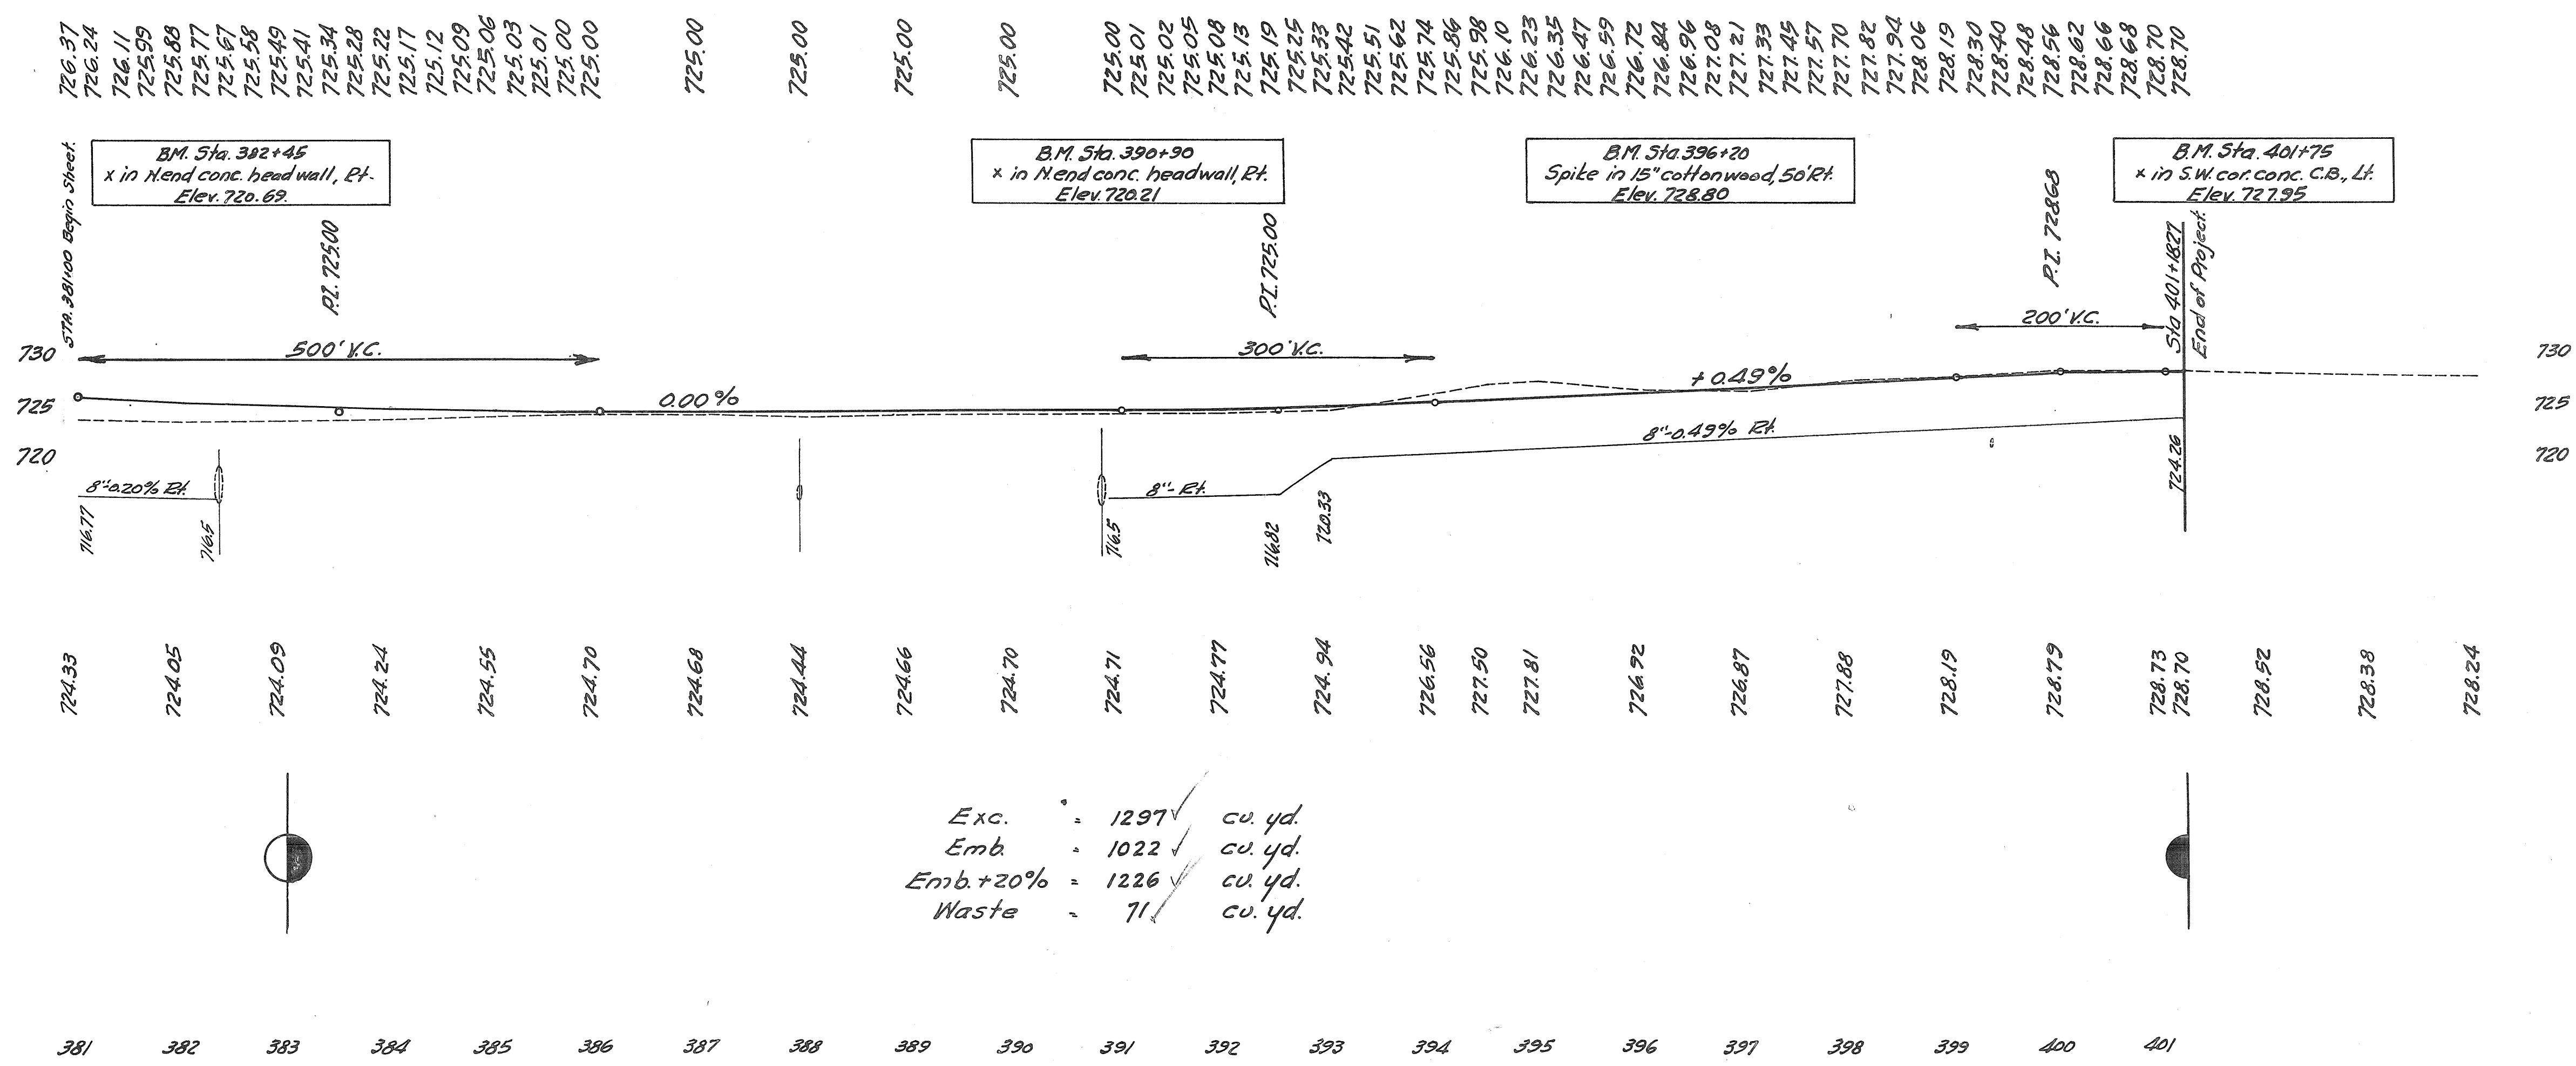 726.37 726.24 726.11 725.99 725.88 725.77 725.67 725.58 725.49 725.41 725.34 725.28 725.22 725.17 725.12 725.09 725.06 725.03 725.01 725.00 725.00 725.00 725.00 725.00 725.00 725.00 725.01 725.02 725.05 725.08 725.13 725.19 725.25 725.33 725.42 725.51 725.62 725.74 725.86 725.98 726.10 726.23 726.35 726.47 726.59 726.72 726.84 726.96 727.08 727.21 727.33 727.45 727.57 727.70 727.82 727.94 728.06 728.19 728.30 728.40 728.48 728.56 728.62 728.66 728.68 728.70 728.70
STA. 381+00 Begin Sheet.
B.M. Sta. 382+45
x in N.end conc. headwall, Rt.
Elev. 720.69.
B.M. Sta. 390+90
x in N.end conc. headwall, Rt.
Elev. 720.21
B.M. Sta. 396+20
Spike in 15" cottonwood, 50' Rt.
Elev. 728.80
B.M. Sta. 401+75
x in S.W. cor. conc. C.B., Lt.
Elev. 727.95
P.I. 725.00
P.I. 725.00
P.I. 728.68
Sta 401+18.27
End of Project.
500' V.C.
300' V.C.
200' V.C.
730 730
725 725
720 720
0.00%
+0.49%
8"-0.20% Rt.
8"- Rt.
8"-0.49% Rt.
716.77 716.5 716.5 716.82 720.33 724.26
724.33 724.05 724.09 724.24 724.55 724.70 724.68 724.44 724.66 724.70 724.71 724.77 724.94 726.56 727.50 727.81 726.92 726.87 727.88 728.19 728.79 728.73 728.70 728.52 728.38 728.24
Exc. = 1297 cu. yd.
Emb. = 1022 cu. yd.
Emb.+20% = 1226 cu. yd.
Waste = 71 cu. yd.
381 382 383 384 385 386 387 388 389 390 391 392 393 394 395 396 397 398 399 400 401